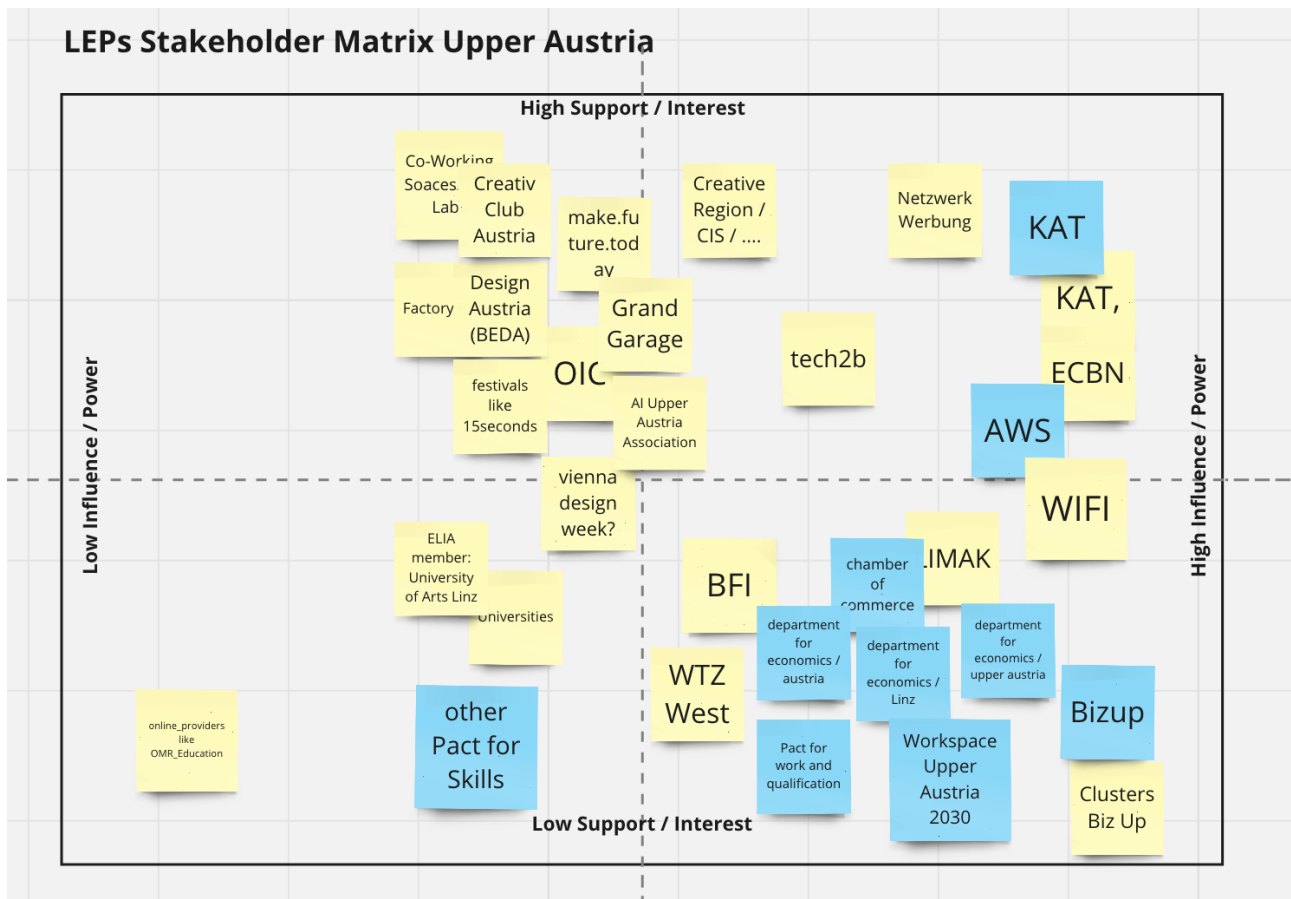 LEPs Stakeholder Matrix Upper Austria
High Support / Interest
Co-Working
Soaces.
Lab
Creativ
Club
Austria
make.fu
ture.tod
ay
Creative
Region /
CIS / ....
Netzwerk
Werbung
KAT
KAT,
Factory
Design
Austria
(BEDA)
Grand
Garage
OIC
tech2b
ECBN
festivals
like
15seconds
AI Upper
Austria
Association
AWS
Low Influence / Power
High Influence / Power
vienna
design
week?
WIFI
ELIA
member:
University
of Arts Linz
Universities
BFI
chamber
of
commerce
LIMAK
department
for
economics /
austria
department
for
economics /
Linz
department
for
economics /
upper austria
WTZ
West
Bizup
online_providers
like
OMR_Education
other
Pact for
Skills
Pact for
work and
qualification
Workspace
Upper
Austria
2030
Clusters
Biz Up
Low Support / Interest